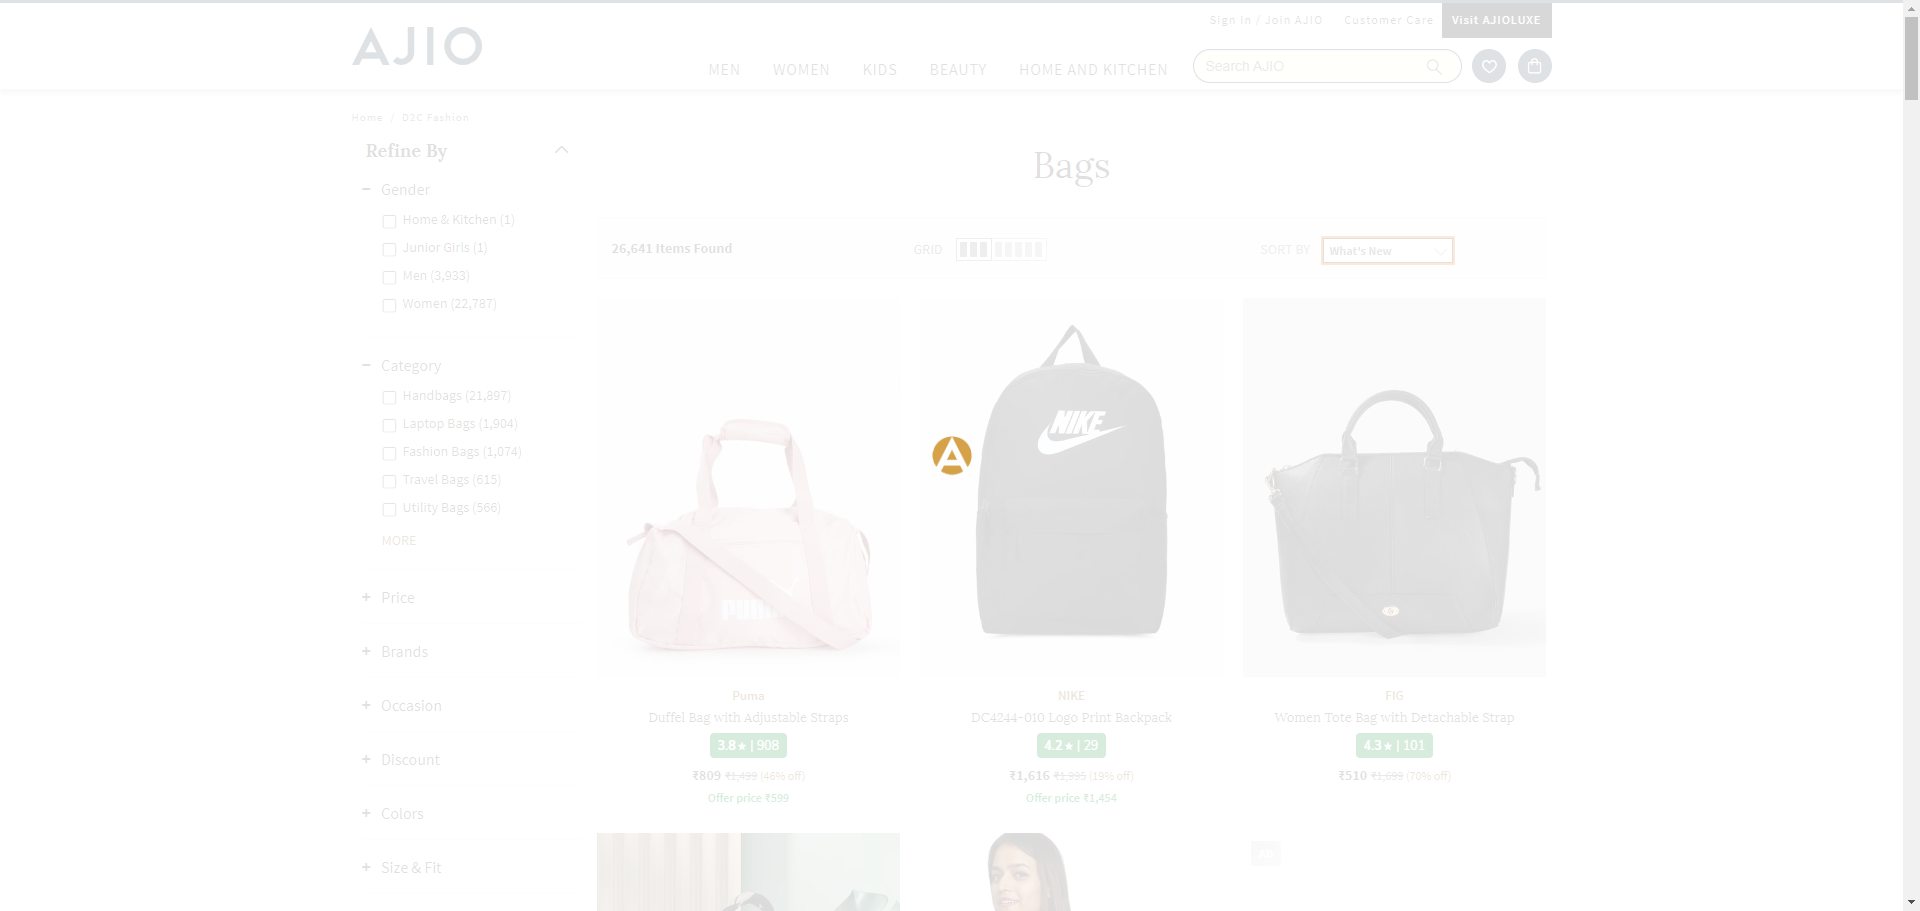 Sign In / Join AJIO
Customer Care
Visit AJIOLUXE
AJIO
MEN
WOMEN
KIDS
BEAUTY
HOME AND KITCHEN
Search AJIO
Home / D2C Fashion
Refine By
Bags
Gender
Home & Kitchen (1)
Junior Girls (1)
Men (3,933)
Women (22,787)
26,641 Items Found
GRID
SORT BY
What's New
Category
Handbags (21,897)
Laptop Bags (1,904)
Fashion Bags (1,074)
Travel Bags (615)
Utility Bags (566)
MORE
Price
Brands
Occasion
Discount
Colors
Size & Fit
PUMA
NIKE
A
Puma
Duffel Bag with Adjustable Straps
3.8 ★ | 908
₹809 ₹1,499 (46% off)
Offer price ₹599
NIKE
DC4244-010 Logo Print Backpack
4.2 ★ | 29
₹1,616 ₹1,995 (19% off)
Offer price ₹1,454
FIG
Women Tote Bag with Detachable Strap
4.3 ★ | 101
₹510 ₹1,699 (70% off)